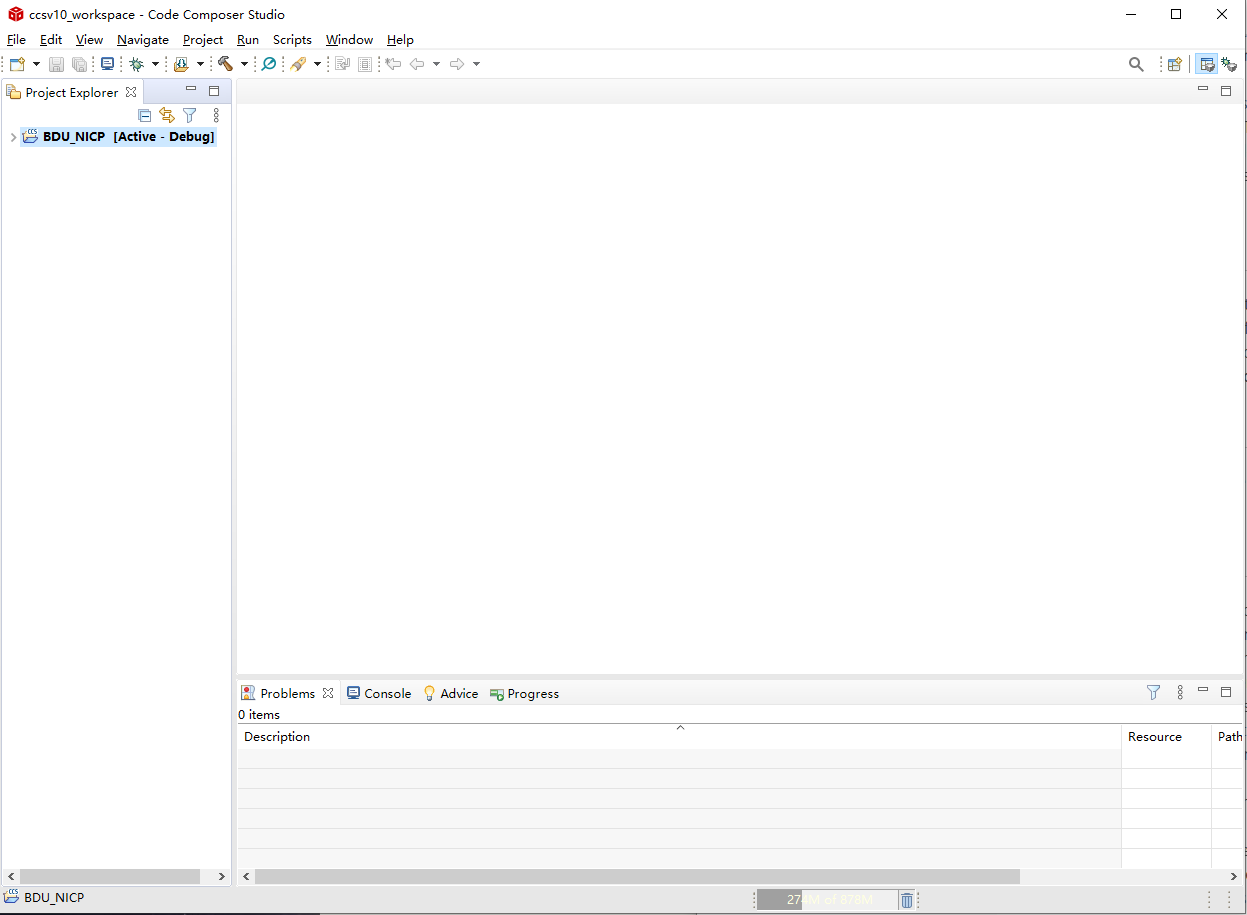 ccsv10_workspace - Code Composer Studio
File Edit View Navigate Project Run Scripts Window Help
Project Explorer
BDU_NICP [Active - Debug]
Problems Console Advice Progress
0 items
Description Resource Path
BDU_NICP
274M of 878M